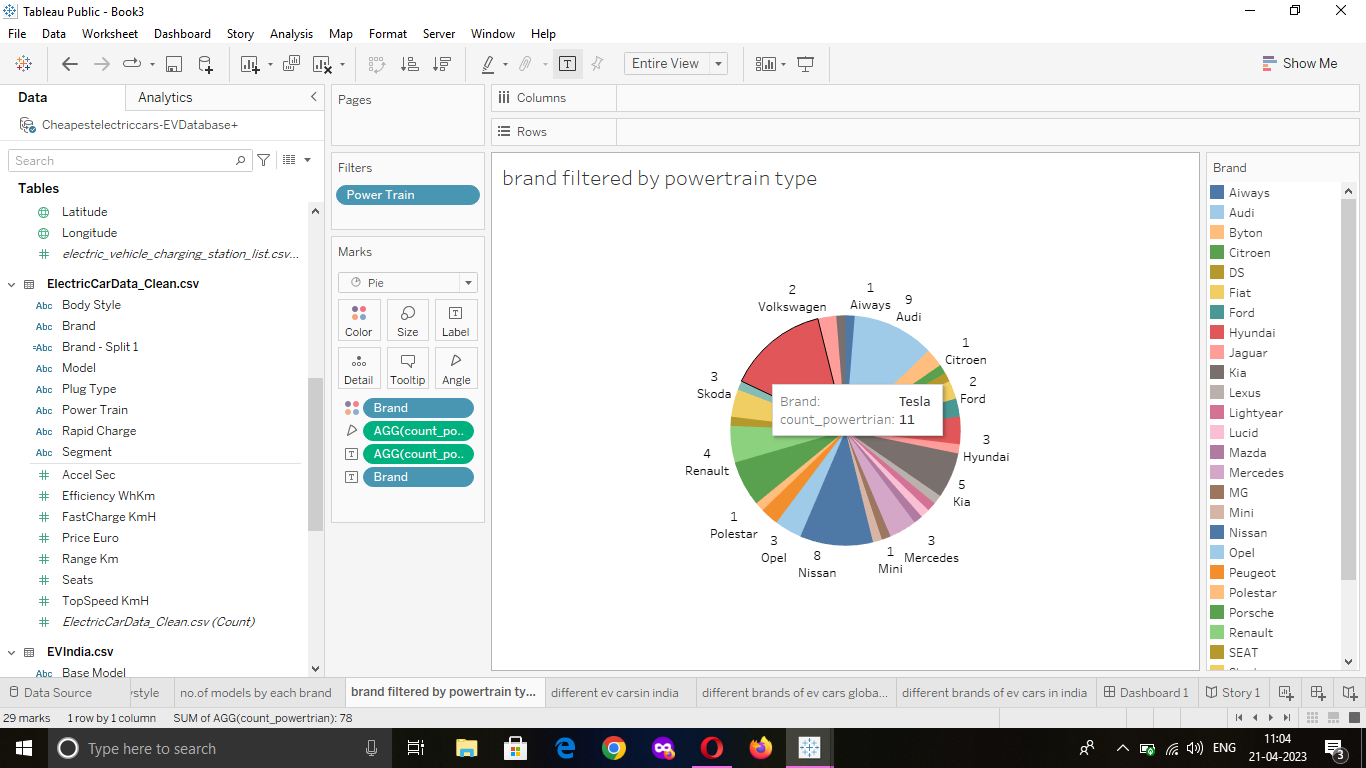 Tableau Public - Book3
File Data Worksheet Dashboard Story Analysis Map Format Server Window Help
Entire View
Show Me
Data Analytics
Cheapestelectriccars-EVDatabase+
Search
Tables
Latitude
Longitude
electric_vehicle_charging_station_list.csv...
ElectricCarData_Clean.csv
Abc Body Style
Abc Brand
=Abc Brand - Split 1
Abc Model
Abc Plug Type
Abc Power Train
Abc Rapid Charge
Abc Segment
# Accel Sec
# Efficiency WhKm
# FastCharge KmH
# Price Euro
# Range Km
# Seats
# TopSpeed KmH
# ElectricCarData_Clean.csv (Count)
EVIndia.csv
Abc Base Model
Pages
Filters
Power Train
Marks
Pie
Color Size Label
Detail Tooltip Angle
Brand
AGG(count_po..
AGG(count_po..
Brand
Columns
Rows
brand filtered by powertrain type
2
Volkswagen
1
Aiways
9
Audi
1
Citroen
2
Ford
3
Hyundai
5
Kia
3
Mercedes
1
Mini
8
Nissan
3
Opel
1
Polestar
4
Renault
3
Skoda
Brand: Tesla
count_powertrian: 11
Brand
Aiways
Audi
Byton
Citroen
DS
Fiat
Ford
Hyundai
Jaguar
Kia
Lexus
Lightyear
Lucid
Mazda
Mercedes
MG
Mini
Nissan
Opel
Peugeot
Polestar
Porsche
Renault
SEAT
Data Source ystyle no.of models by each brand brand filtered by powertrain ty... different ev carsin india different brands of ev cars globa... different brands of ev cars in india Dashboard 1 Story 1
29 marks 1 row by 1 column SUM of AGG(count_powertrian): 78
Type here to search
ENG
11:04
21-04-2023
3